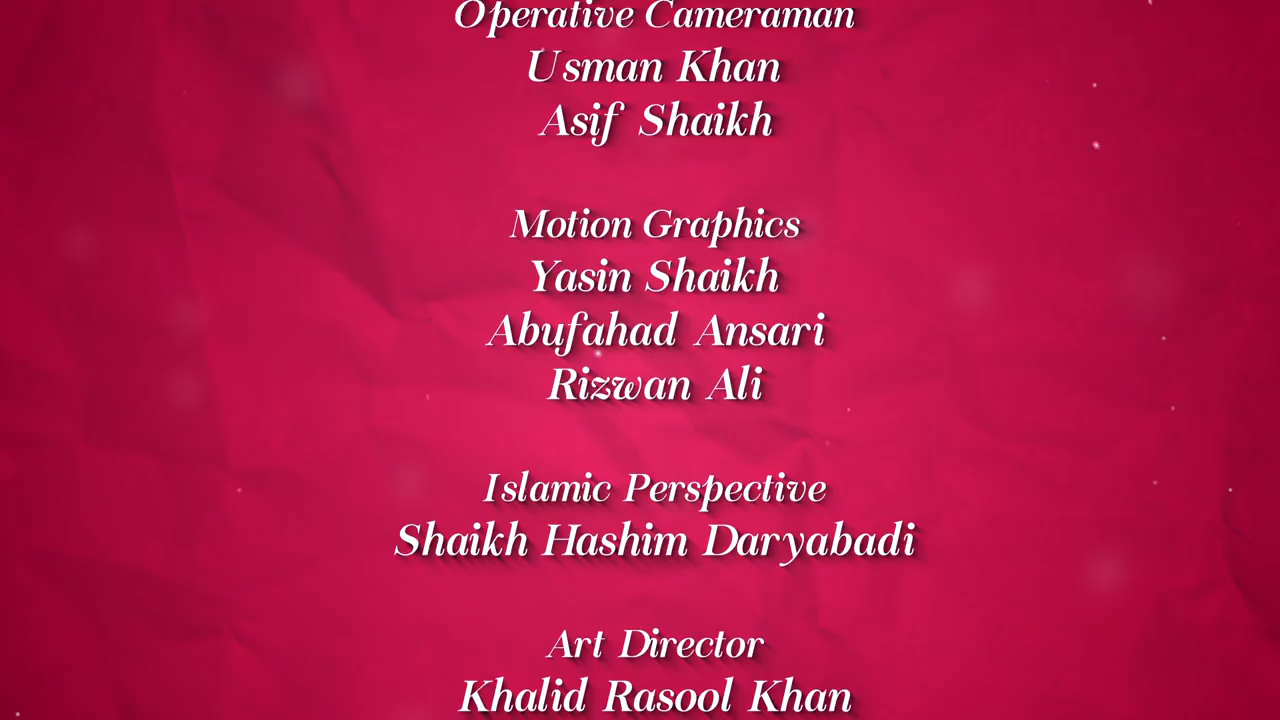 Operative Cameraman
Usman Khan
Asif Shaikh
Motion Graphics
Yasin Shaikh
Abufahad Ansari
Rizwan Ali
Islamic Perspective
Shaikh Hashim Daryabadi
Art Director
Khalid Rasool Khan